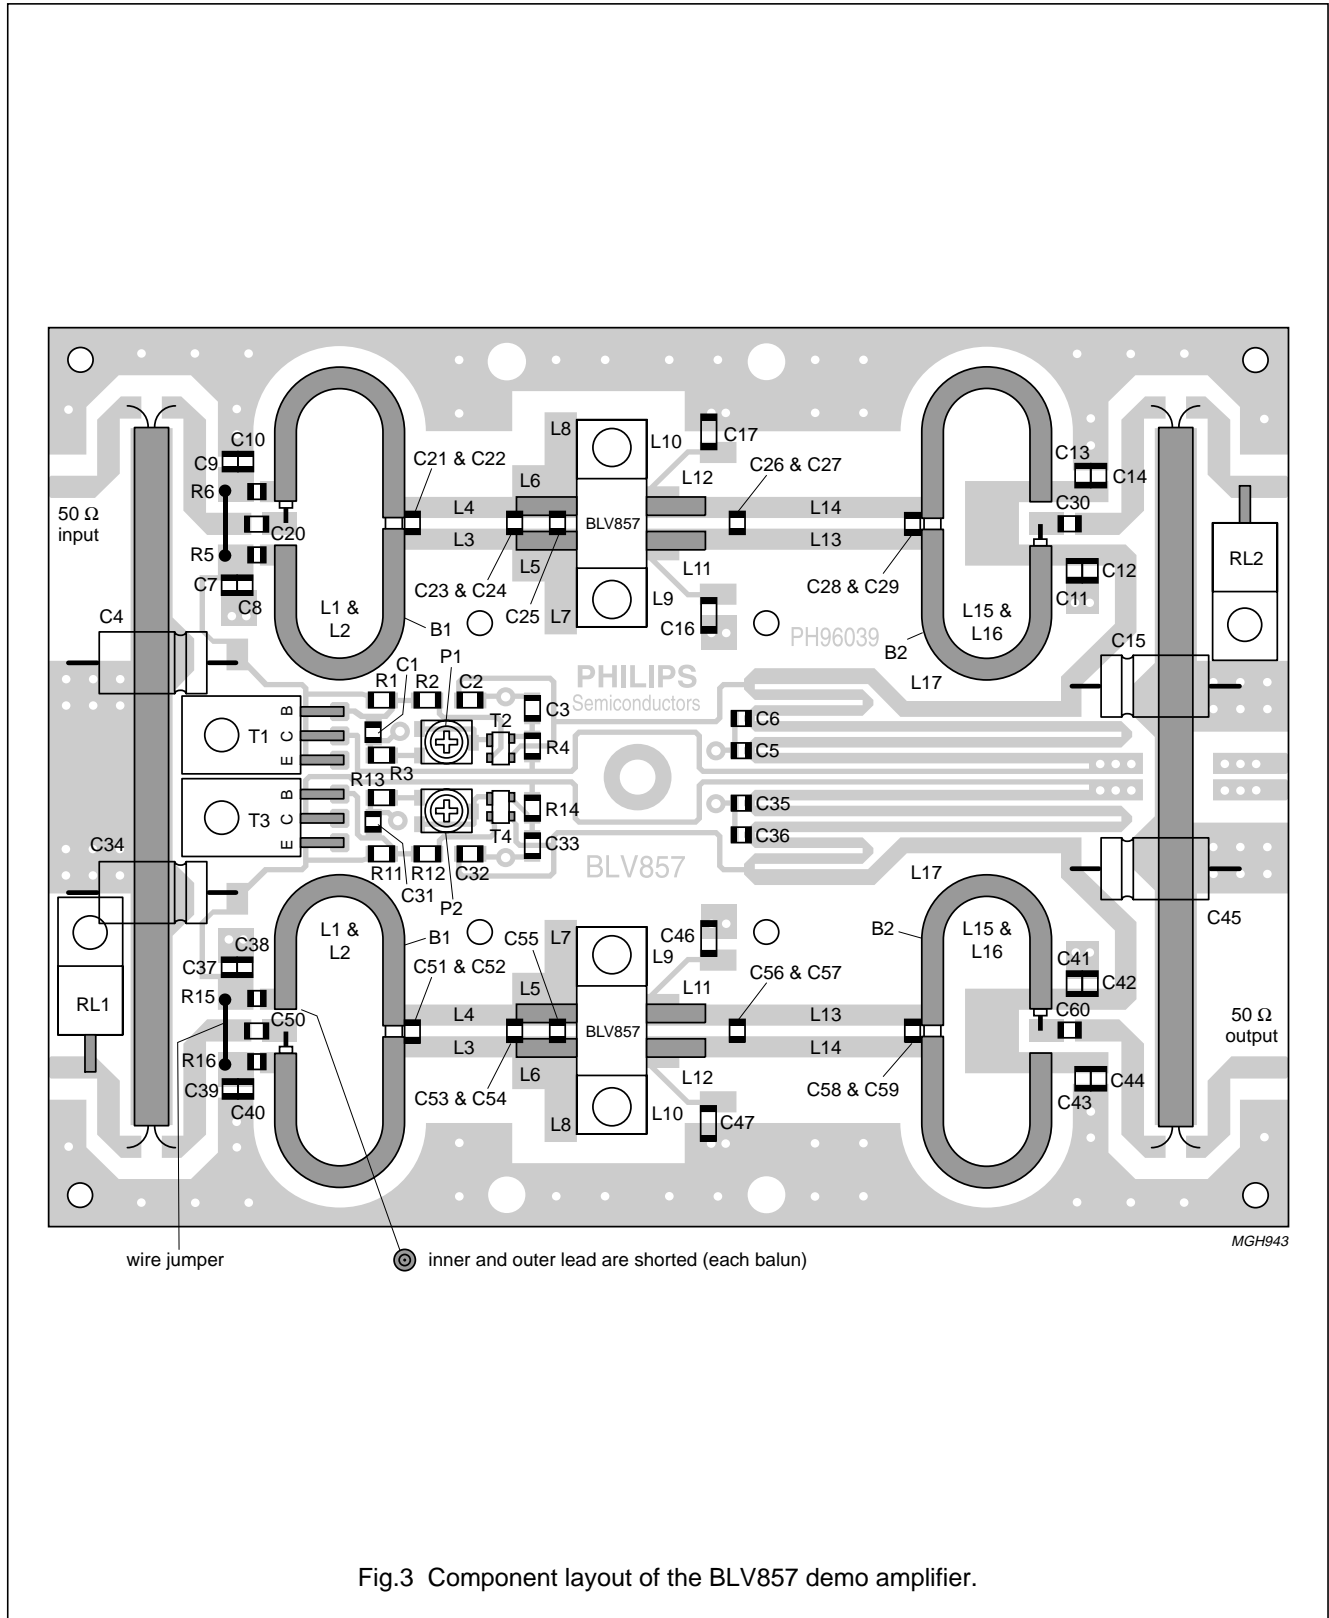 L8
L10
C17
C10
C9
C21 & C22
C26 & C27
C13
C14
R6
L6
L12
50 Ω
input
C20
L4
BLV857
L14
C30
R5
L3
L13
C7
C8
L5
L11
C12
C11
RL2
C23 & C24
C25
C28 & C29
C4
L1 &
L2
B1
L7
L9
C16
PH96039
L15 &
L16
B2
C15
C1
P1
R1
R2
C2
PHILIPS
Semiconductors
L17
B
C
E
T1
T2
C3
C6
R4
C5
R3
R13
B
C
E
T3
R14
C35
T4
C33
C36
C34
R11
R12
C32
BLV857
L17
C31
P2
C45
L1 &
L2
B1
C55
L7
L9
C46
B2
L15 &
L16
C38
C37
C51 & C52
C56 & C57
C41
C42
RL1
R15
L5
L11
C50
L4
BLV857
L13
C60
50 Ω
output
R16
L3
L14
L6
L12
C39
C40
C53 & C54
C58 & C59
C44
C43
L8
L10
C47
wire jumper
inner and outer lead are shorted (each balun)
MGH943
Fig.3 Component layout of the BLV857 demo amplifier.